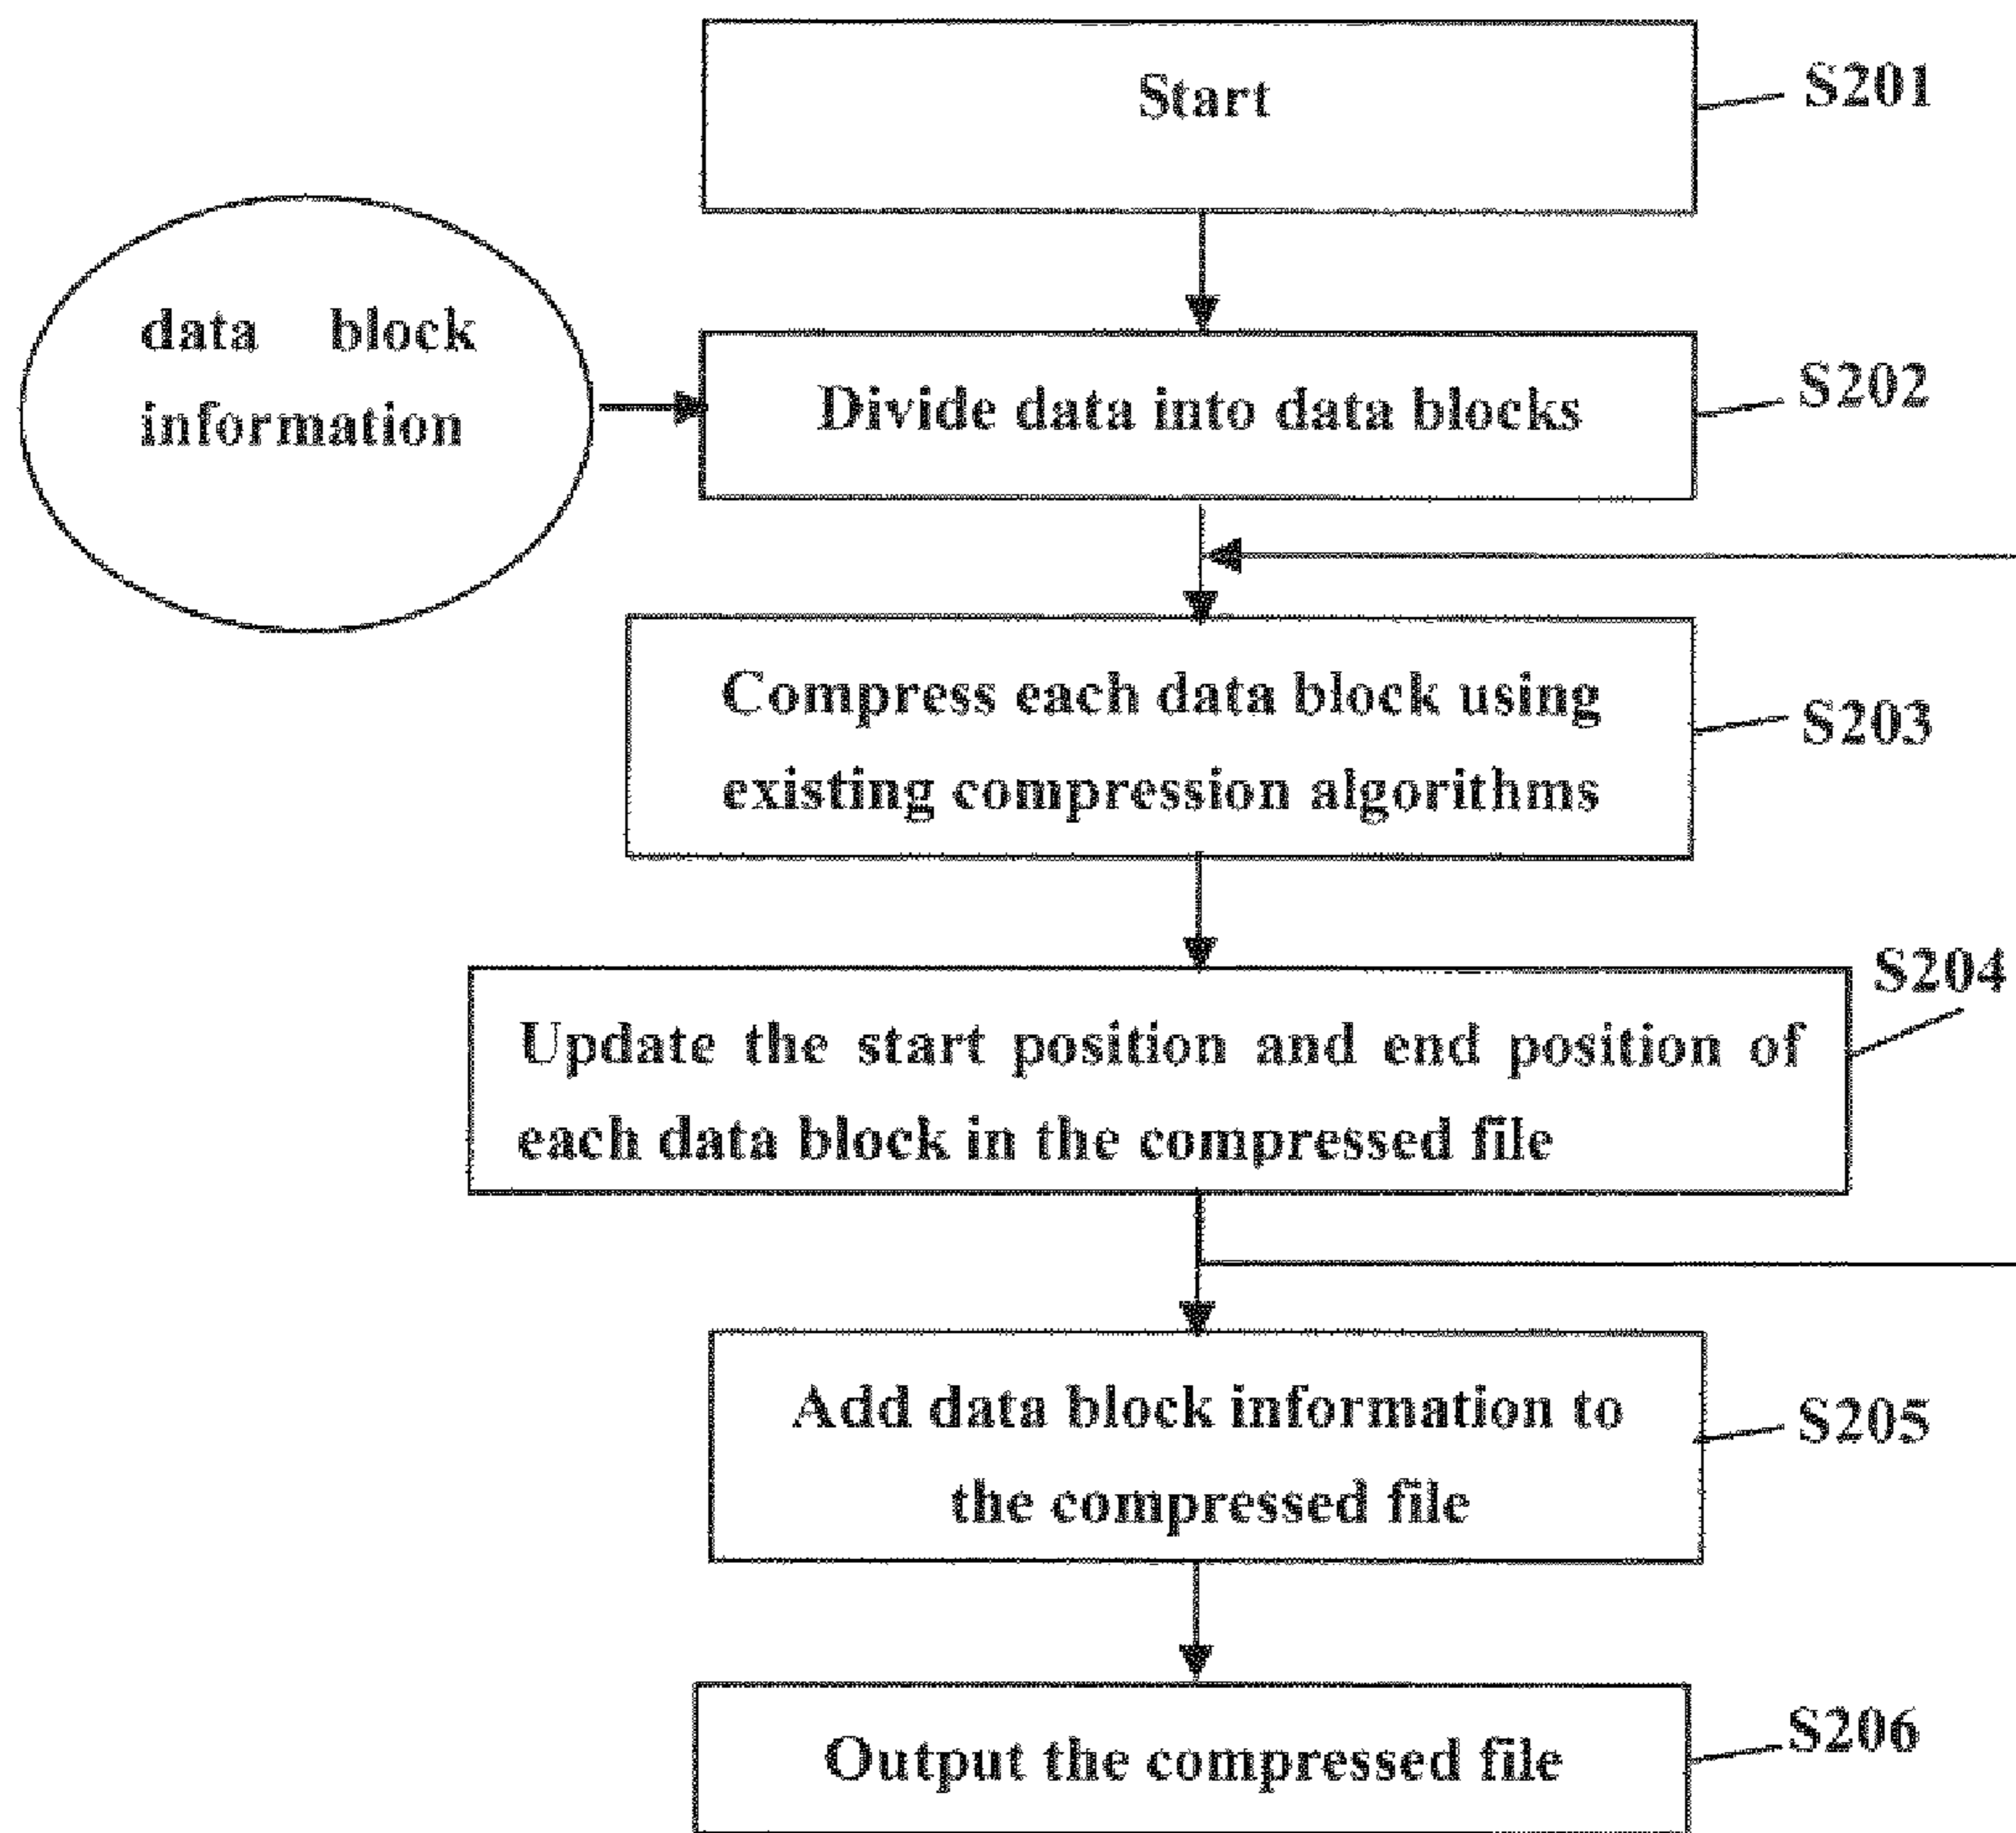 Start
S201
data block
information
Divide data into data blocks
S202
Compress each data block using
existing compression algorithms
S203
Update the start position and end position of
each data block in the compressed file
S204
Add data block information to
the compressed file
S205
Output the compressed file
S206